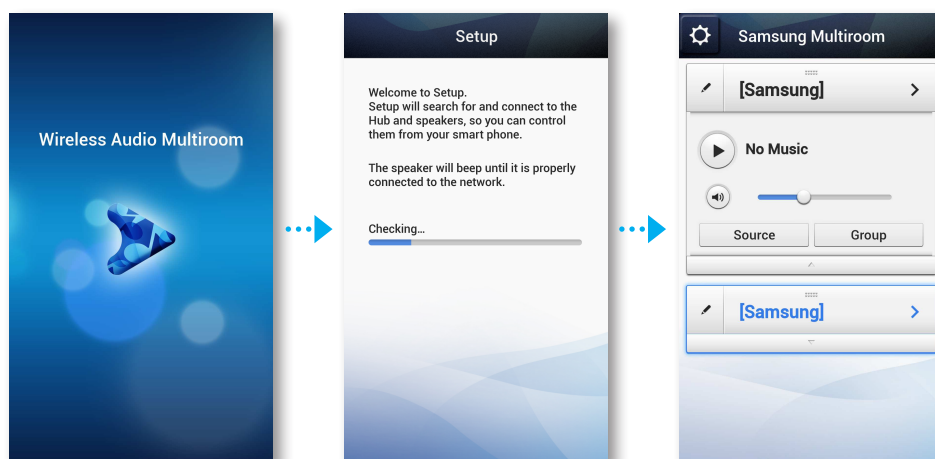 Wireless Audio Multiroom
Setup
Welcome to Setup.
Setup will search for and connect to the
Hub and speakers, so you can control
them from your smart phone.
The speaker will beep until it is properly
connected to the network.
Checking...
Samsung Multiroom
[Samsung]
No Music
Source Group
[Samsung]